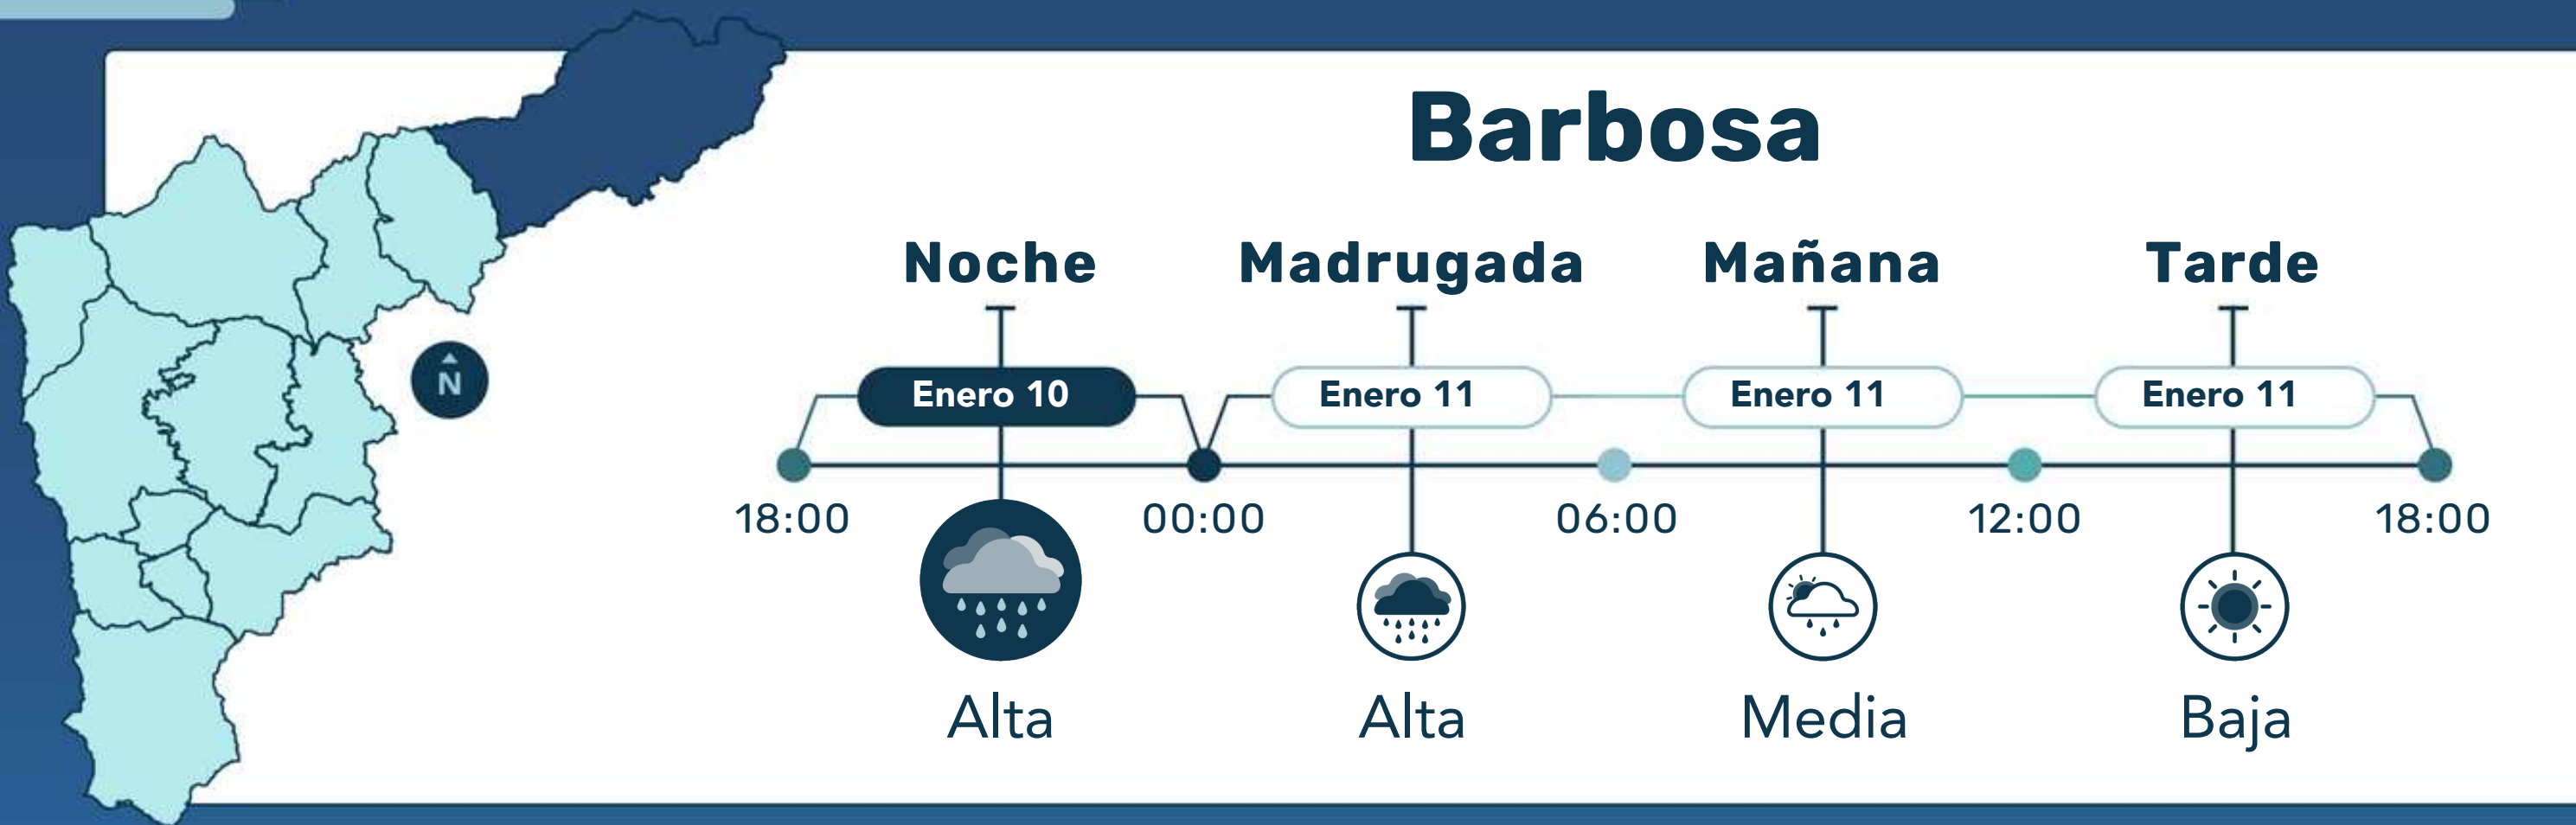 Barbosa
Noche Madrugada Mañana Tarde
Enero 10 Enero 11 Enero 11 Enero 11
N
18:00 00:00 06:00 12:00 18:00
Alta Alta Media Baja